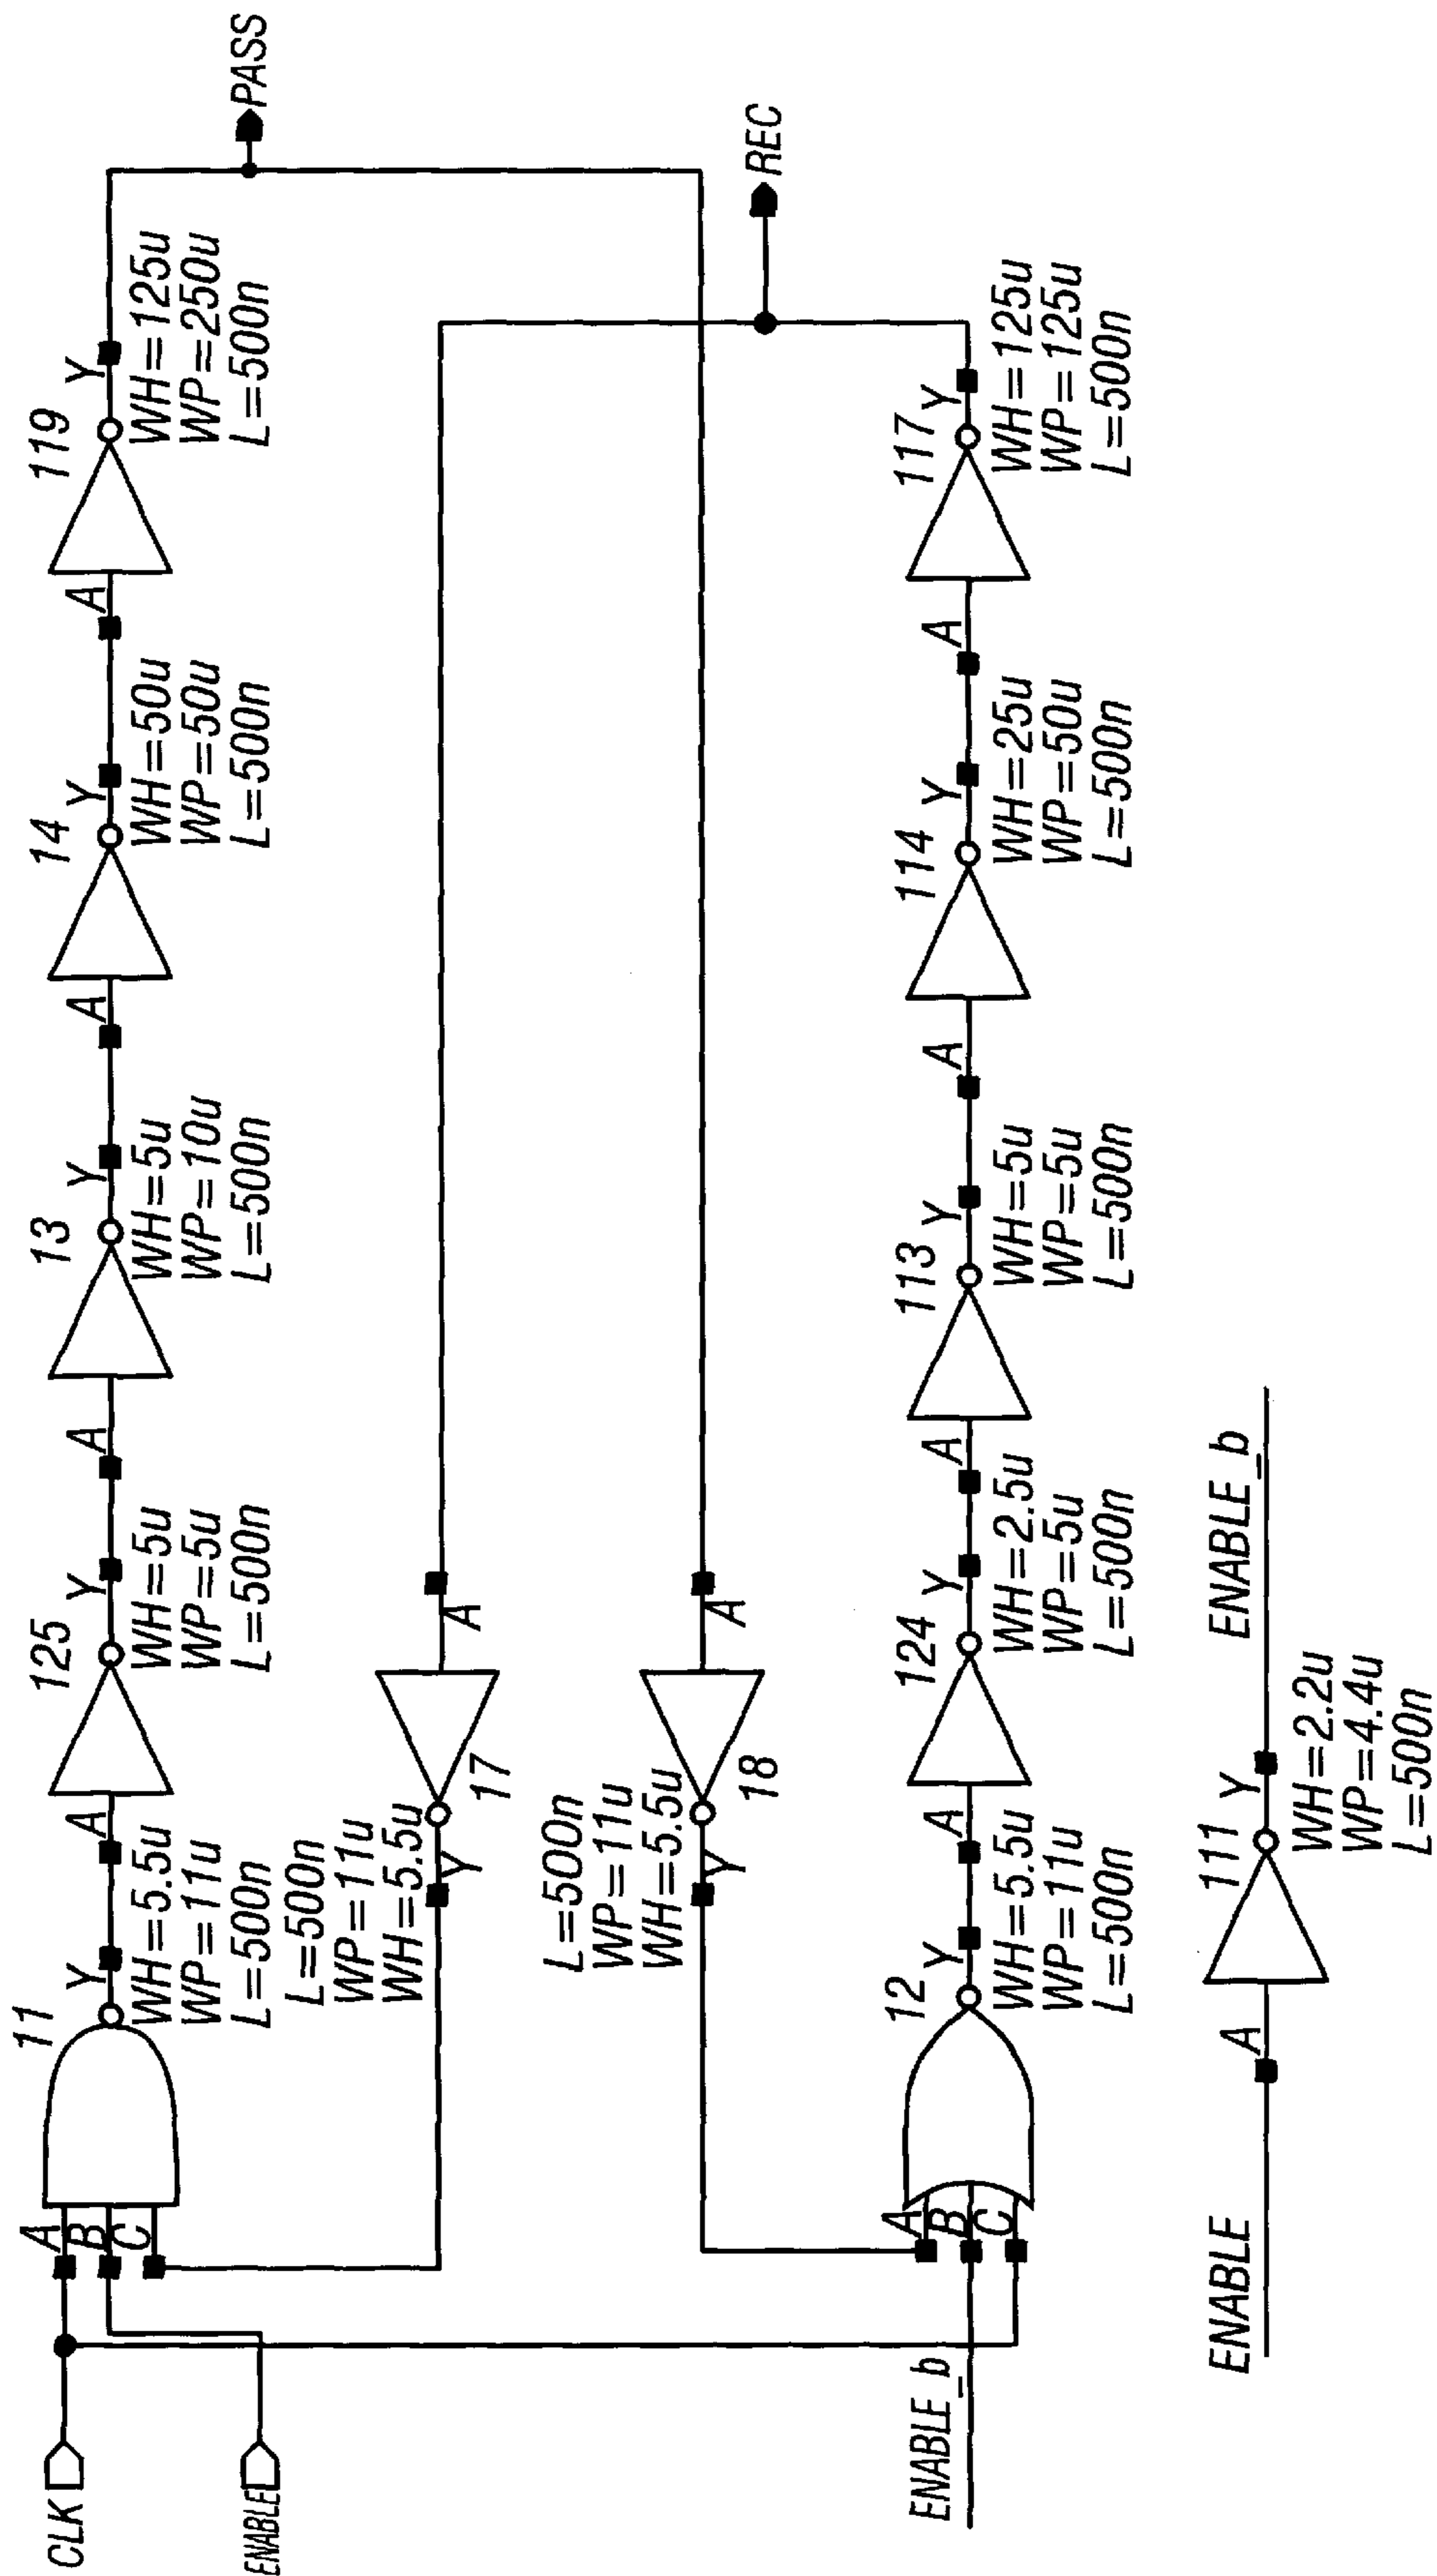 CLK
ENABLE
A
B
C
11
Y
WH=5.5u
WP=11u
L=500n
A
125
Y
WH=5u
WP=5u
L=500n
A
13
Y
WH=5u
WP=10u
L=500n
A
14
Y
WH=50u
WP=50u
L=500n
A
119
Y
WH=125u
WP=250u
L=500n
PASS
L=500n
WP=11u
WH=5.5u
Y
17
A
L=500n
WP=11u
WH=5.5u
Y
18
A
REC
ENABLE_b
A
B
C
12
Y
WH=5.5u
WP=11u
L=500n
A
124
Y
WH=2.5u
WP=5u
L=500n
A
113
Y
WH=5u
WP=5u
L=500n
A
114
Y
WH=25u
WP=50u
L=500n
A
117
Y
WH=125u
WP=125u
L=500n
ENABLE
A
111
Y
WH=2.2u
WP=4.4u
L=500n
ENABLE_b